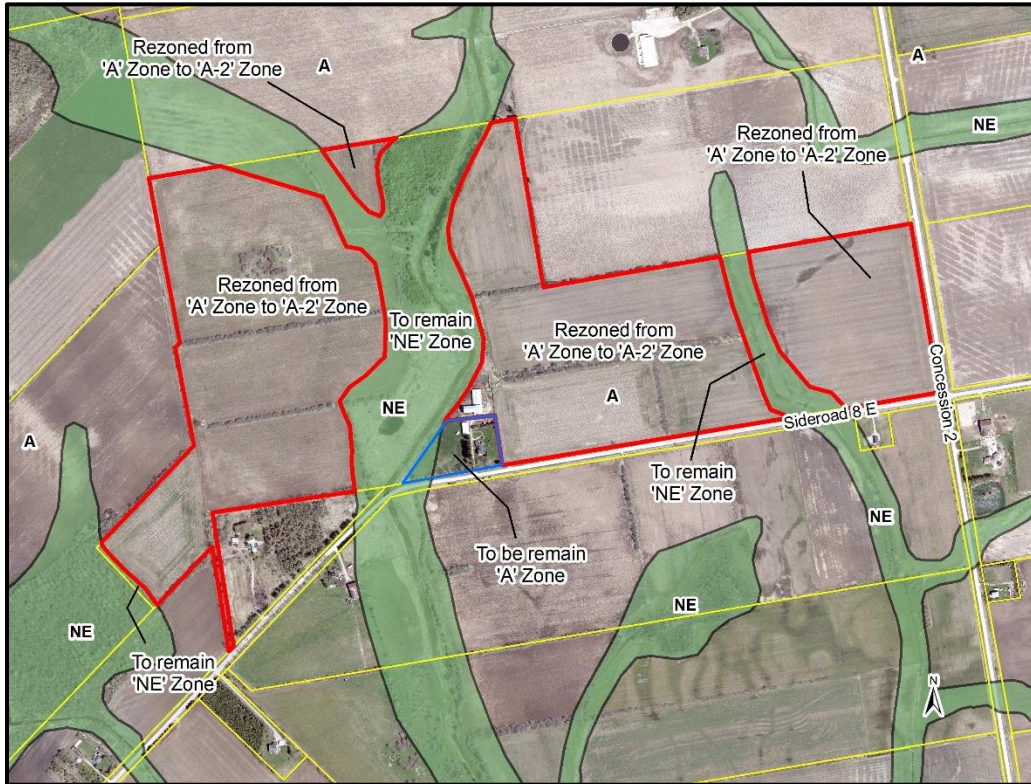 Rezoned from
'A' Zone to 'A-2' Zone
A
A
NE
Rezoned from
'A' Zone to 'A-2' Zone
Rezoned from
'A' Zone to 'A-2' Zone
To remain
'NE' Zone
Rezoned from
'A' Zone to 'A-2' Zone
Concession 2
NE
A
Sideroad 8 E
A
To remain
'NE' Zone
NE
To be remain
'A' Zone
NE
NE
To remain
'NE' Zone
N